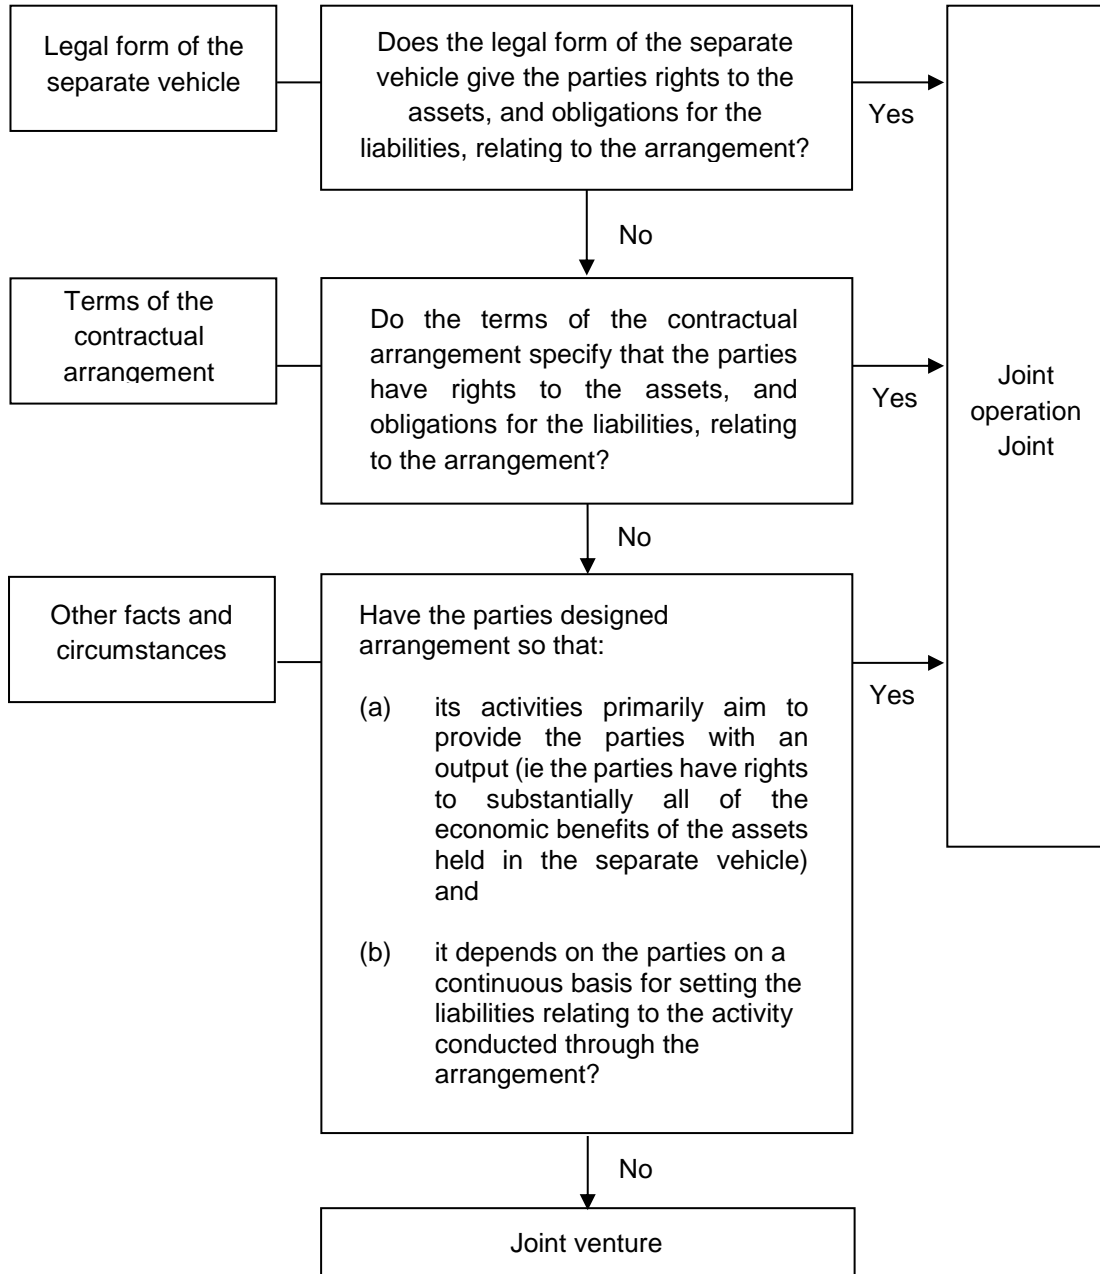 Legal form of the
separate vehicle
Does the legal form of the separate
vehicle give the parties rights to the
assets, and obligations for the
liabilities, relating to the arrangement?
Yes
No
Terms of the
contractual
arrangement
Do the terms of the contractual
arrangement specify that the parties
have rights to the assets, and
obligations for the liabilities, relating
to the arrangement?
Yes
Joint
operation
Joint
No
Other facts and
circumstances
Have the parties designed
arrangement so that:
(a) its activities primarily aim to
provide the parties with an
output (ie the parties have rights
to substantially all of the
economic benefits of the assets
held in the separate vehicle)
and
(b) it depends on the parties on a
continuous basis for setting the
liabilities relating to the activity
conducted through the
arrangement?
Yes
No
Joint venture